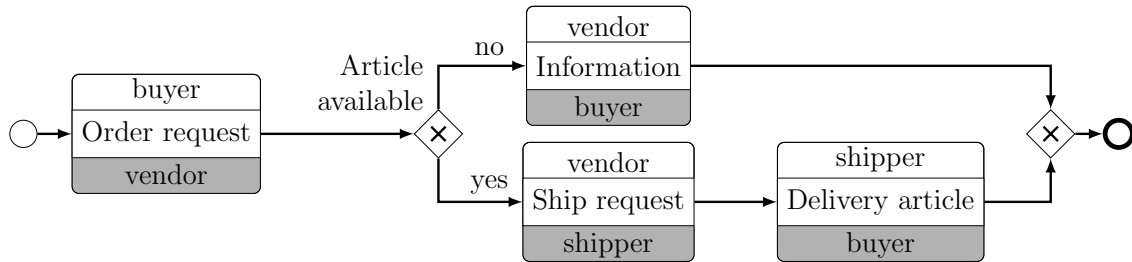 buyer
Order request
vendor
Article
available
no
vendor
Information
buyer
yes
vendor
Ship request
shipper
shipper
Delivery article
buyer